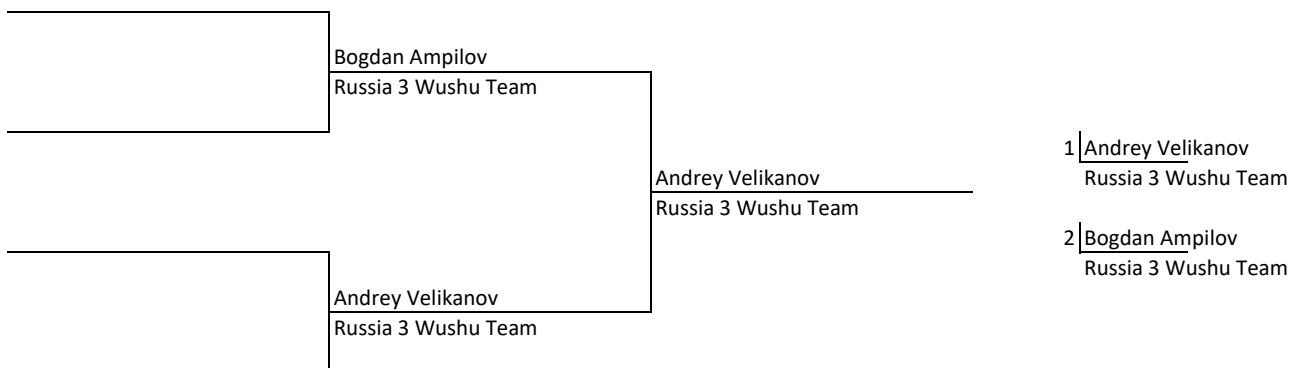 Bogdan Ampilov
Russia 3 Wushu Team
1 Andrey Velikanov
Andrey Velikanov
Russia 3 Wushu Team
Russia 3 Wushu Team
2 Bogdan Ampilov
Russia 3 Wushu Team
Andrey Velikanov
Russia 3 Wushu Team